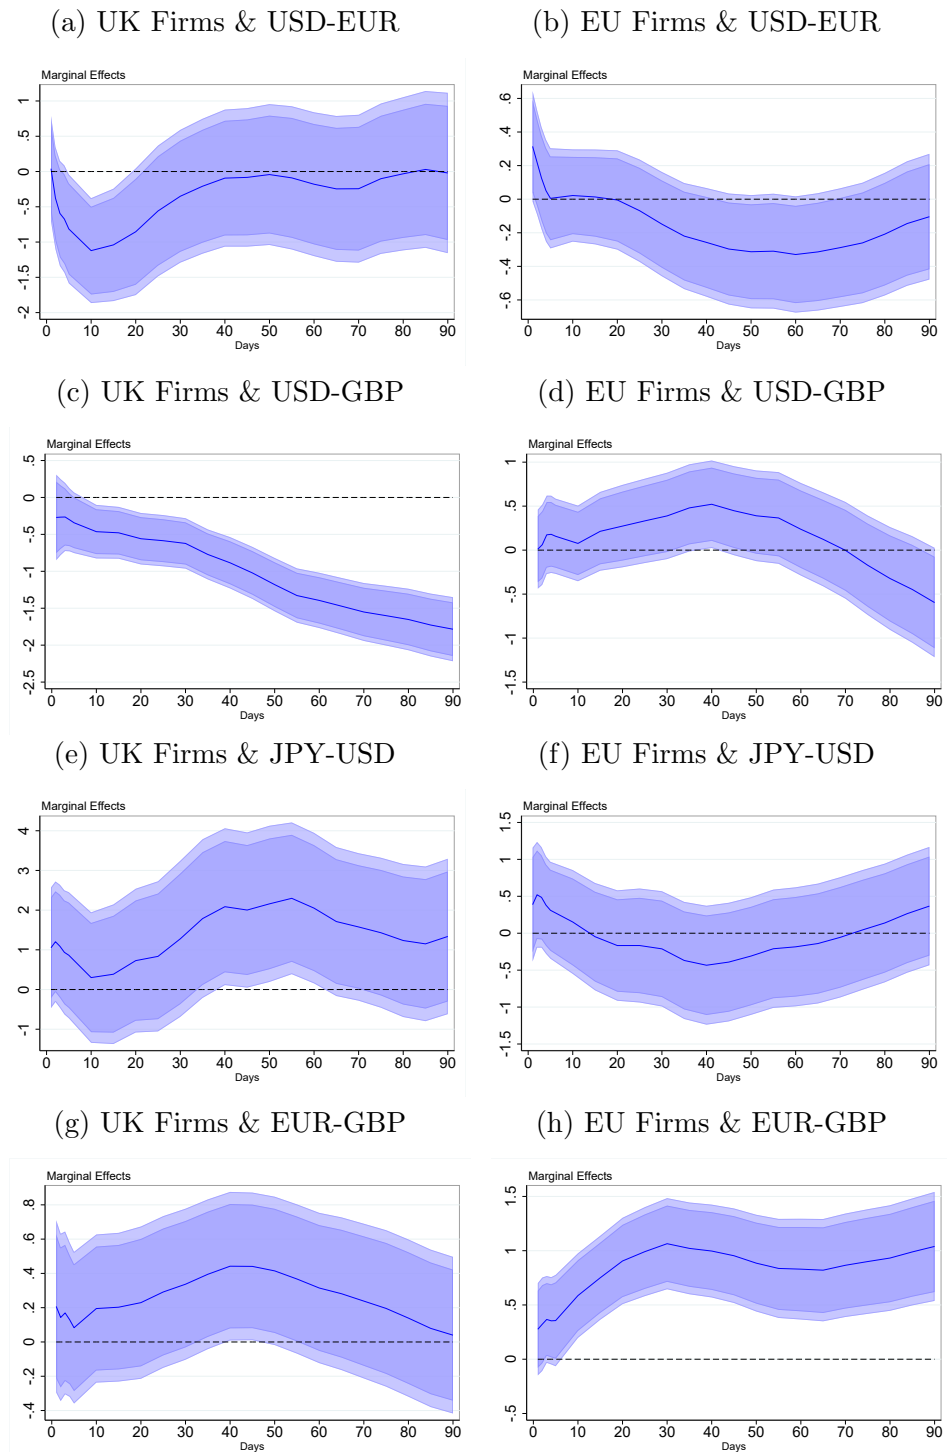 (a) UK Firms & USD-EUR
(b) EU Firms & USD-EUR
Marginal Effects
1
.5
0
-.5
-1
-1.5
-2
0 10 20 30 40 50 60 70 80 90
Days
Marginal Effects
.6
.4
.2
0
-.2
-.4
-.6
0 10 20 30 40 50 60 70 80 90
Days
(c) UK Firms & USD-GBP
(d) EU Firms & USD-GBP
Marginal Effects
.5
0
-.5
-1
-1.5
-2
-2.5
0 10 20 30 40 50 60 70 80 90
Days
Marginal Effects
1
.5
0
-.5
-1
-1.5
0 10 20 30 40 50 60 70 80 90
Days
(e) UK Firms & JPY-USD
(f) EU Firms & JPY-USD
Marginal Effects
4
3
2
1
0
-1
0 10 20 30 40 50 60 70 80 90
Days
Marginal Effects
1.5
1
.5
0
-.5
-1
-1.5
0 10 20 30 40 50 60 70 80 90
Days
(g) UK Firms & EUR-GBP
(h) EU Firms & EUR-GBP
Marginal Effects
.8
.6
.4
.2
0
-.2
-.4
0 10 20 30 40 50 60 70 80 90
Days
Marginal Effects
1.5
1
.5
0
-.5
0 10 20 30 40 50 60 70 80 90
Days